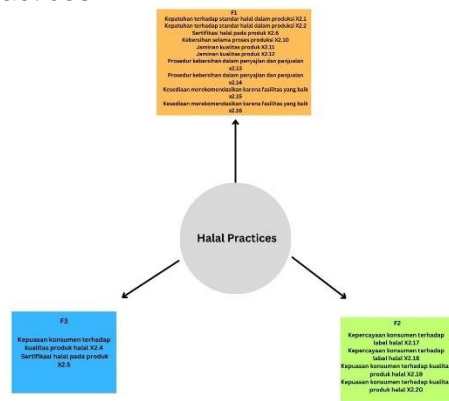 F1
Kepatuhan terhadap standar halal dalam produksi X2.1
Kepatuhan terhadap standar halal dalam produksi X2.2
Sertifikasi halal pada produk X2.6
Kebersihan selama proses produksi X2.10
Jaminan kualitas produk X2.11
Jaminan kualitas produk X2.12
Prosedur kebersihan dalam penyajian dan penjualan
x2.13
Prosedur kebersihan dalam penyajian dan penjualan
x2.14
Kesediaan merekomendasikan karena fasilitas yang baik
x2.15
Kesediaan merekomendasikan karena fasilitas yang baik
x2.16
Halal Practices
F3
Kepuasan konsumen terhadap
kualitas produk halal X2.4
Sertifikasi halal pada produk
X2.5
F2
Kepercayaan konsumen terhadap
label halal X2.17
Kepercayaan konsumen terhadap
label halal X2.18
Kepuasan konsumen terhadap kualita
produk halal X2.19
Kepuasan konsumen terhadap kualita
produk halal X2.20